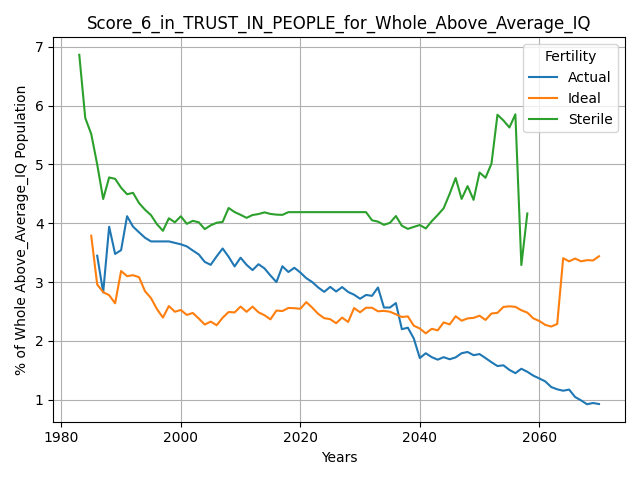 Score_6_in_TRUST_IN_PEOPLE_for_Whole_Above_Average_IQ
Fertility
Actual
Ideal
Sterile
% of Whole Above_Average_IQ Population
7
6
5
4
3
2
1
1980 2000 2020 2040 2060
Years